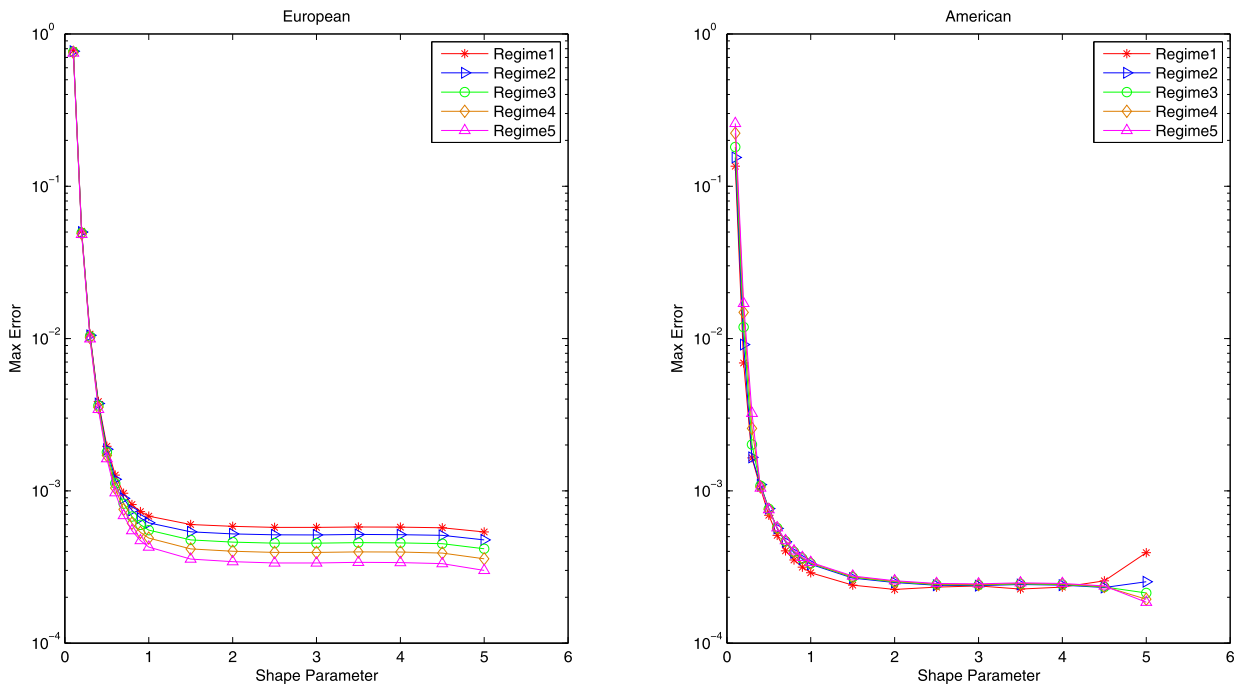 European
10^0
10^-1
10^-2
10^-3
10^-4
Max Error
0 1 2 3 4 5 6
Shape Parameter
Regime1
Regime2
Regime3
Regime4
Regime5
American
10^0
10^-1
10^-2
10^-3
10^-4
Max Error
0 1 2 3 4 5 6
Shape Parameter
Regime1
Regime2
Regime3
Regime4
Regime5